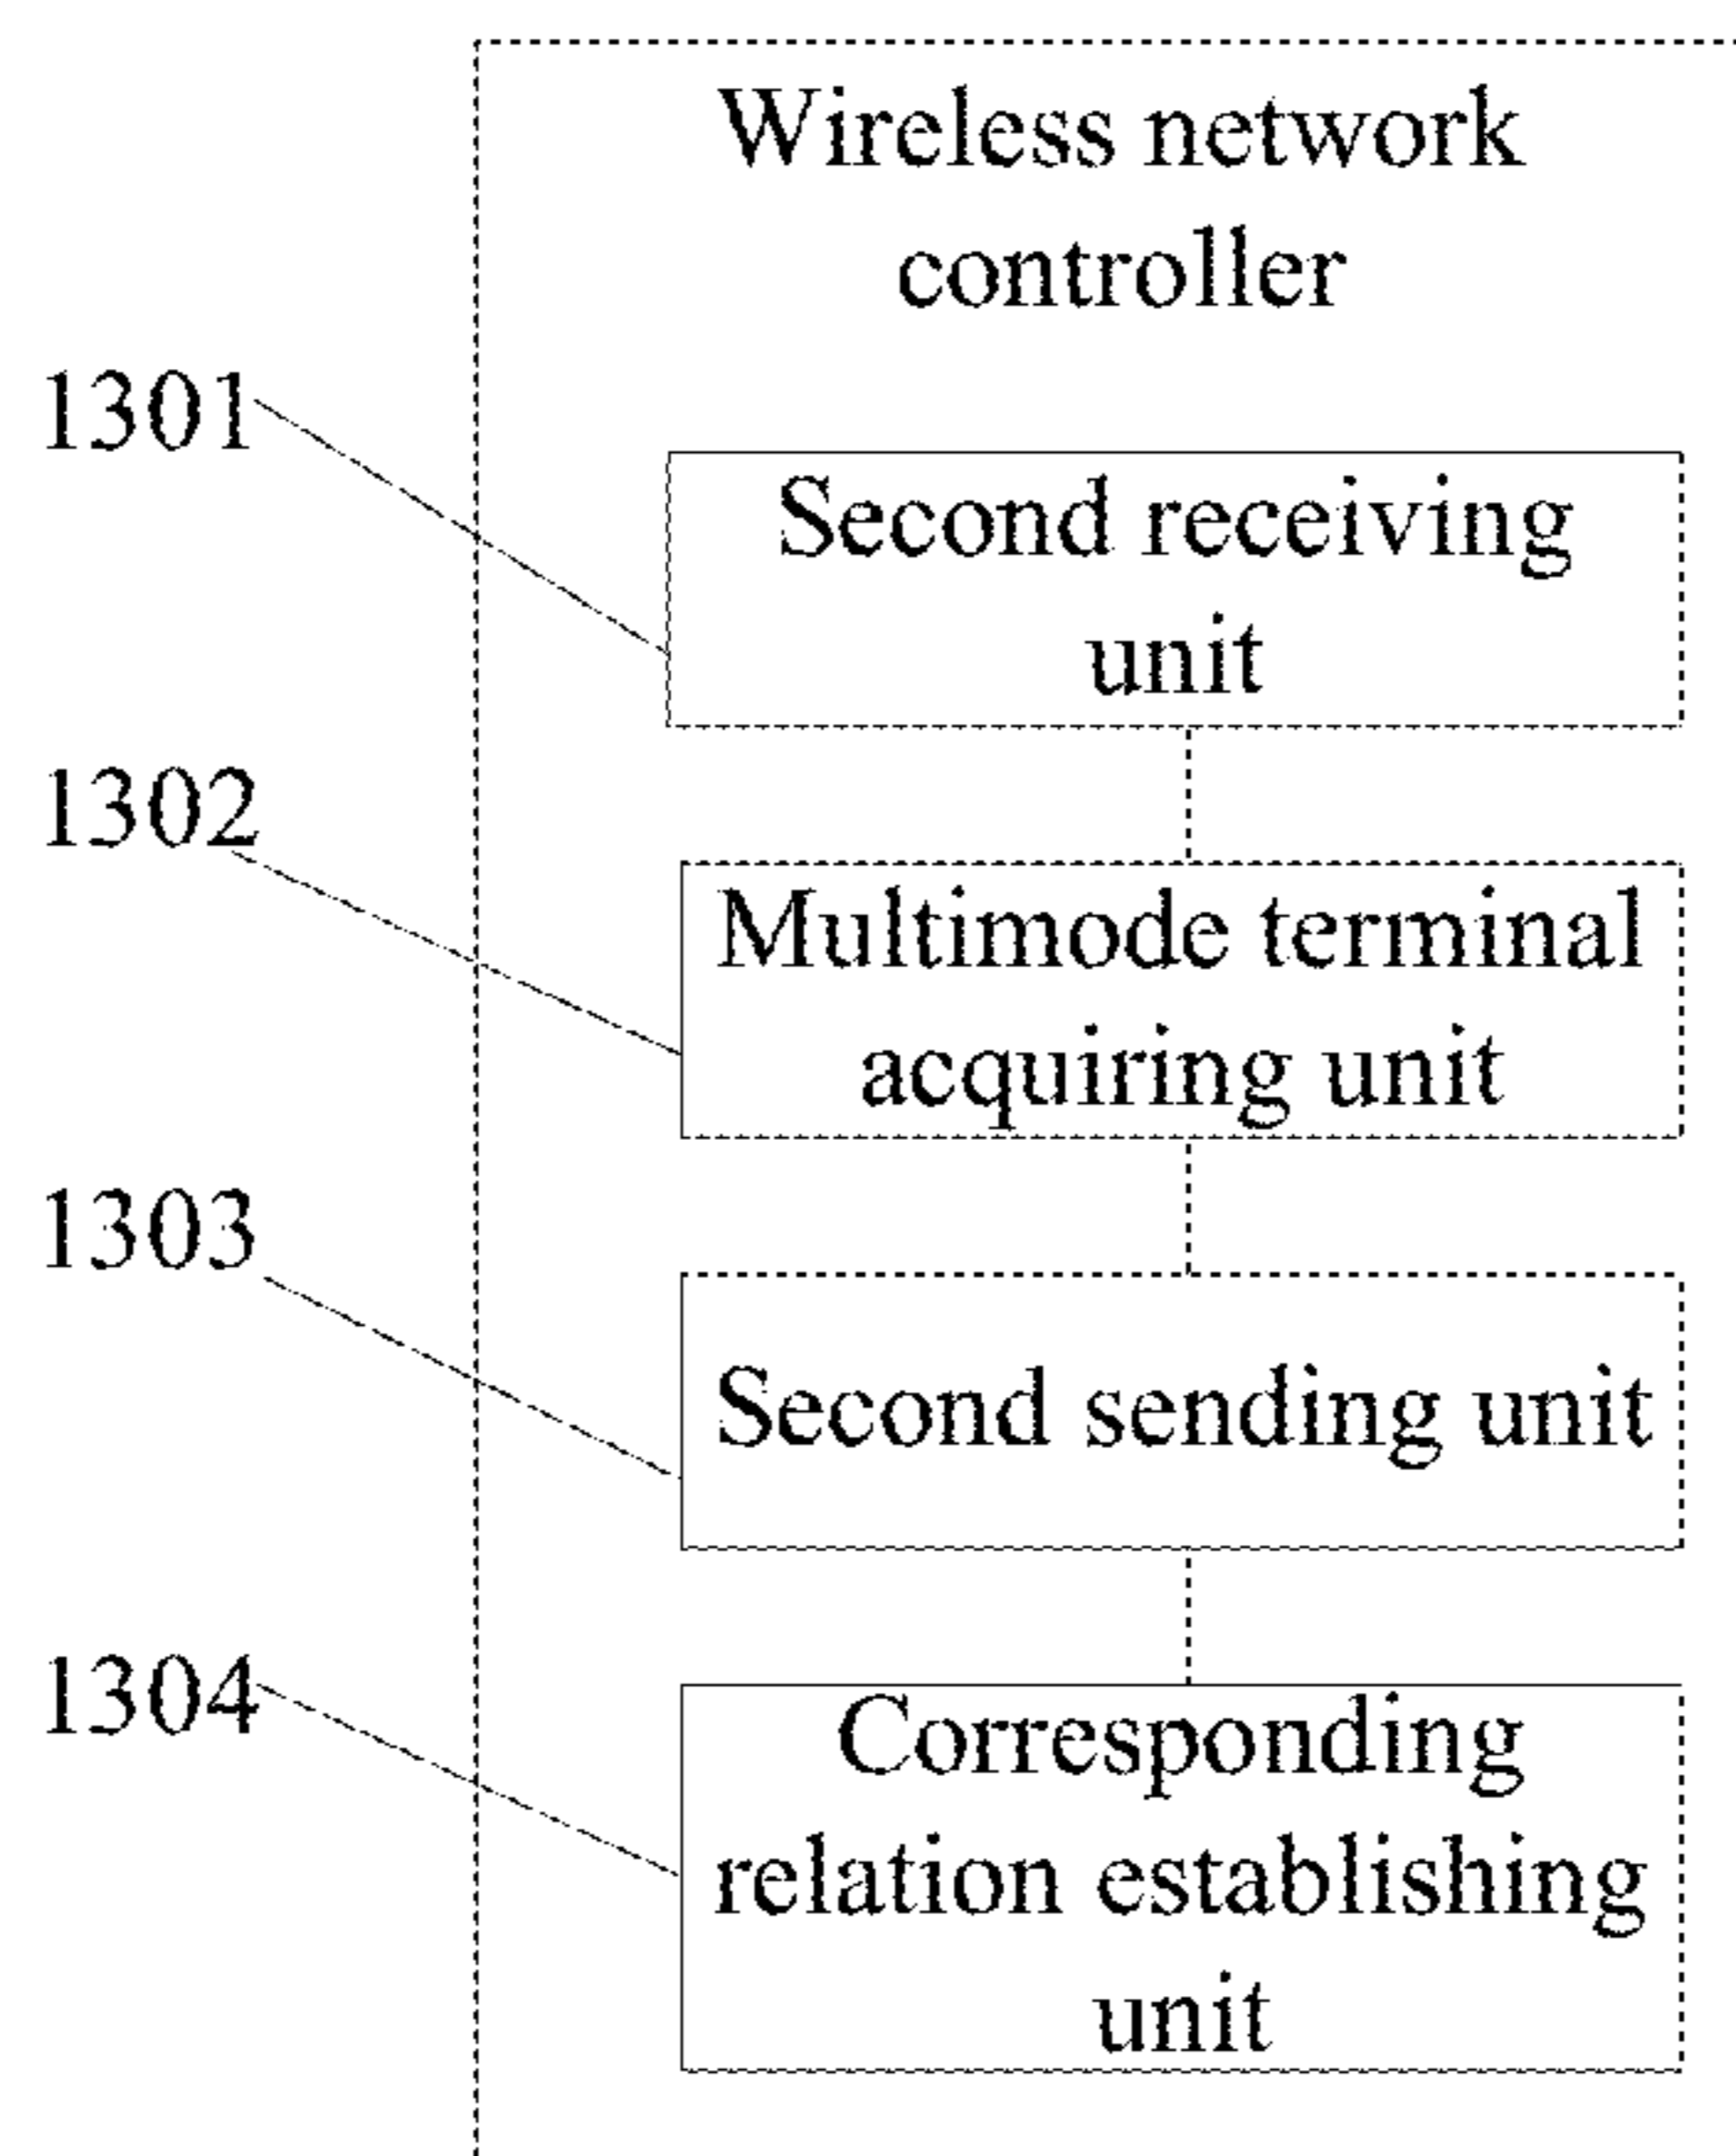 Wireless network
controller
1301
Second receiving
unit
1302
Multimode terminal
acquiring unit
1303
Second sending unit
1304
Corresponding
relation establishing
unit